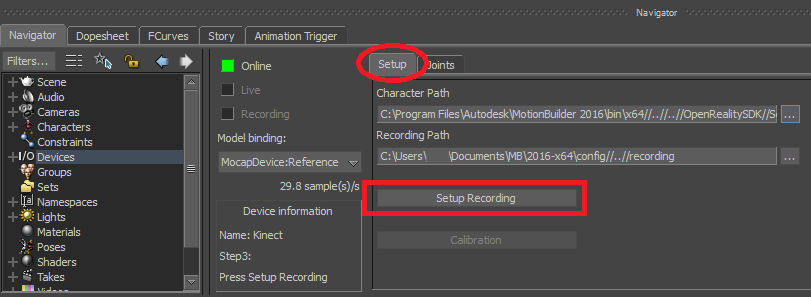 Navigator
Navigator Dopesheet FCurves Story Animation Trigger
Filters...
Scene
Audio
Cameras
Characters
Constraints
I/O Devices
Groups
Sets
Namespaces
Lights
Materials
Poses
Shaders
Takes
Online
Live
Recording
Model binding:
MocapDevice:Reference
29.8 sample(s)/s
Device information
Name: Kinect
Step3:
Press Setup Recording
Setup Joints
Character Path
C:\Program Files\Autodesk\MotionBuilder 2016\bin\x64//..//..//OpenRealitySDK//S ...
Recording Path
C:\Users\ \Documents\MB\2016-x64\config//..//recording ...
Setup Recording
Calibration